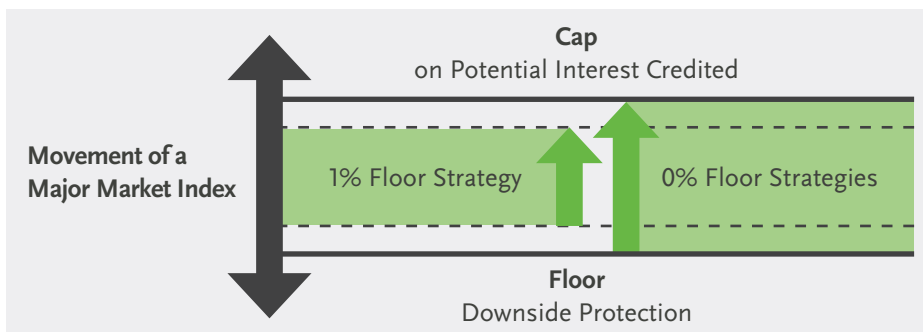 Cap
on Potential Interest Credited
Movement of a
Major Market Index
1% Floor Strategy
0% Floor Strategies
Floor
Downside Protection